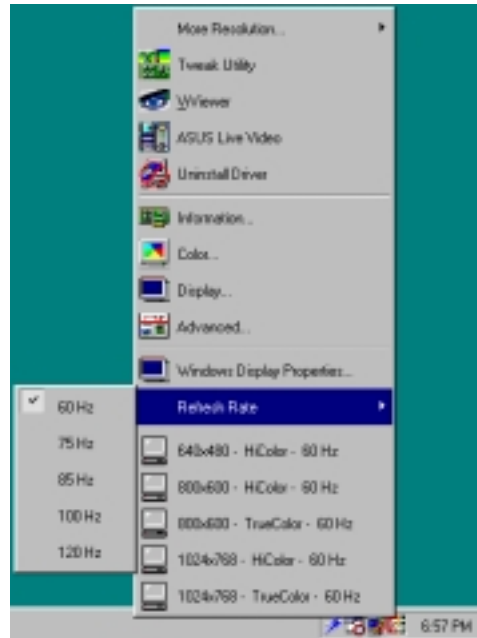 More Resolution...
Tweak Utility
VViewer
ASUS Live Video
Uninstall Driver
Information...
Color...
Display...
Advanced...
Windows Display Properties...
Refresh Rate
60 Hz
75 Hz
85 Hz
100 Hz
120 Hz
640x480 - HiColor - 60 Hz
800x600 - HiColor - 60 Hz
800x600 - TrueColor - 60 Hz
1024x768 - HiColor - 60 Hz
1024x768 - TrueColor - 60 Hz
6:57 PM